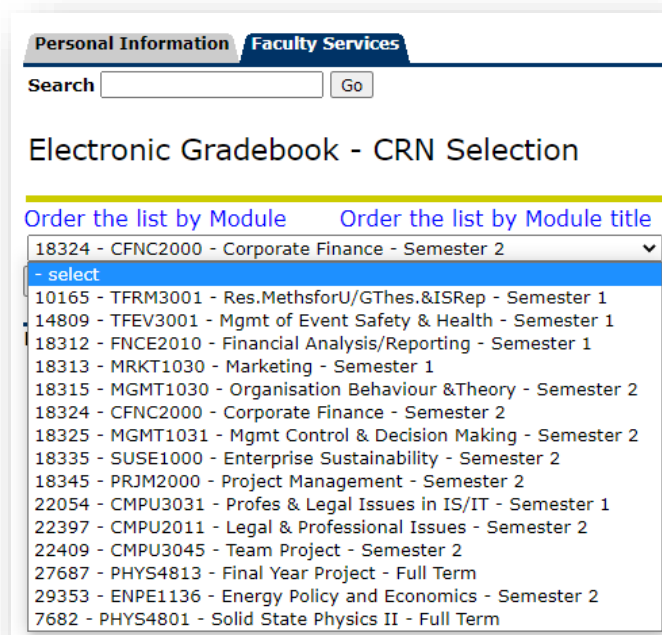 Personal Information Faculty Services
Search Go
Electronic Gradebook - CRN Selection
Order the list by Module Order the list by Module title
18324 - CFNC2000 - Corporate Finance - Semester 2
- select
10165 - TFRM3001 - Res.MethsforU/GThes.&ISRep - Semester 1
14809 - TFEV3001 - Mgmt of Event Safety & Health - Semester 1
18312 - FNCE2010 - Financial Analysis/Reporting - Semester 1
18313 - MRKT1030 - Marketing - Semester 1
18315 - MGMT1030 - Organisation Behaviour &Theory - Semester 2
18324 - CFNC2000 - Corporate Finance - Semester 2
18325 - MGMT1031 - Mgmt Control & Decision Making - Semester 2
18335 - SUSE1000 - Enterprise Sustainability - Semester 2
18345 - PRJM2000 - Project Management - Semester 2
22054 - CMPU3031 - Profes & Legal Issues in IS/IT - Semester 1
22397 - CMPU2011 - Legal & Professional Issues - Semester 2
22409 - CMPU3045 - Team Project - Semester 2
27687 - PHYS4813 - Final Year Project - Full Term
29353 - ENPE1136 - Energy Policy and Economics - Semester 2
7682 - PHYS4801 - Solid State Physics II - Full Term